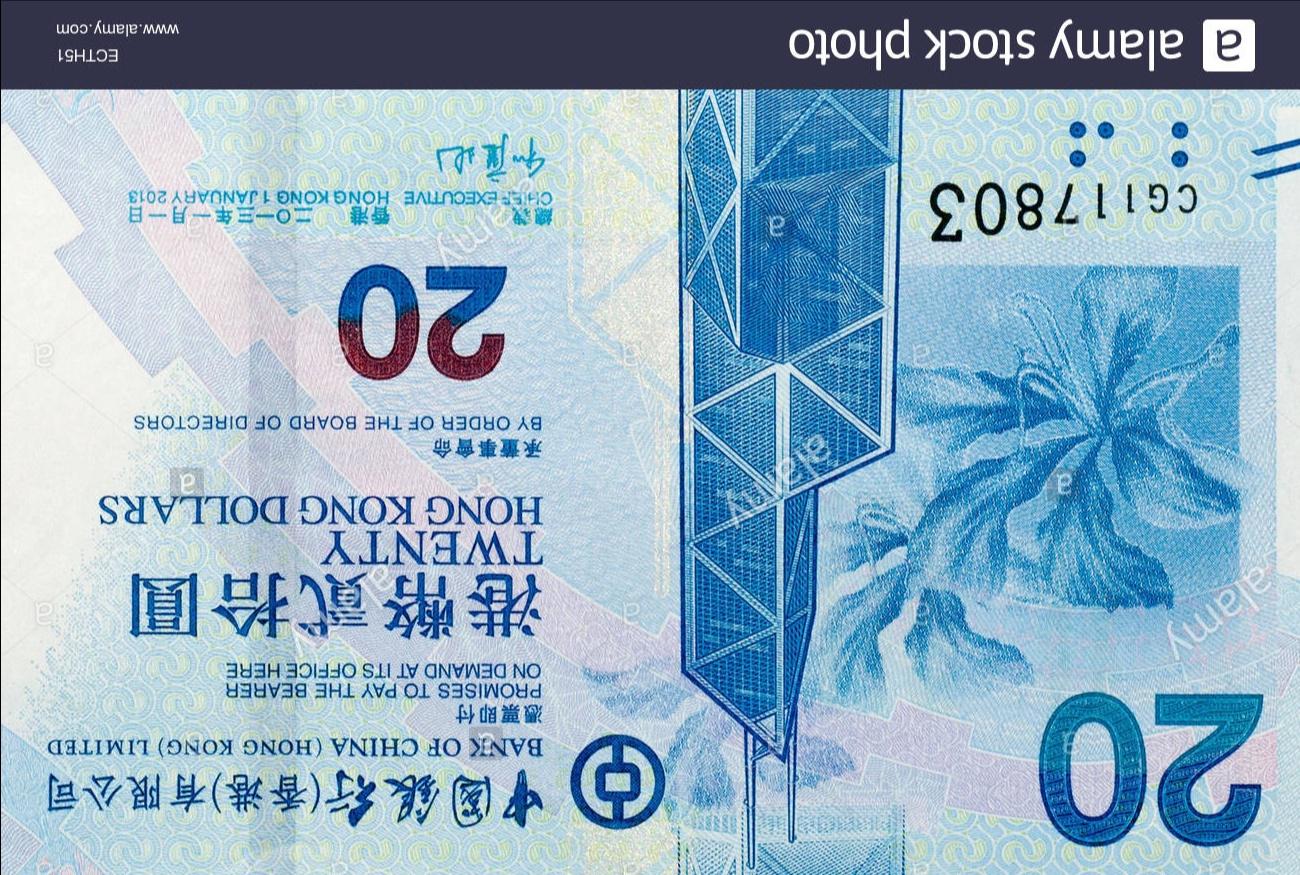 20
中國銀行(香港)有限公司
BANK OF CHINA (HONG KONG) LIMITED
憑票即付
PROMISES TO PAY THE BEARER
ON DEMAND AT ITS OFFICE HERE
港幣貳拾圓
TWENTY
HONG KONG DOLLARS
承董事會命
BY ORDER OF THE BOARD OF DIRECTORS
20
總裁 香港 二〇一三年一月一日
CHIEF EXECUTIVE HONG KONG 1 JANUARY 2013
CG117803
a alamy stock photo
ECTH51
www.alamy.com